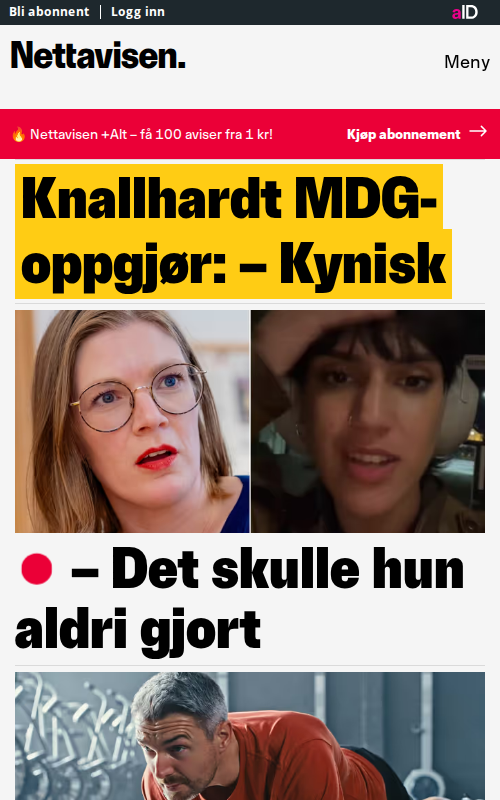 Bli abonnent | Logg inn
aID
Nettavisen.
Meny
🔥 Nettavisen +Alt – få 100 aviser fra 1 kr!
Kjøp abonnement →
Knallhardt MDG-
oppgjør: – Kynisk
– Det skulle hun
aldri gjort